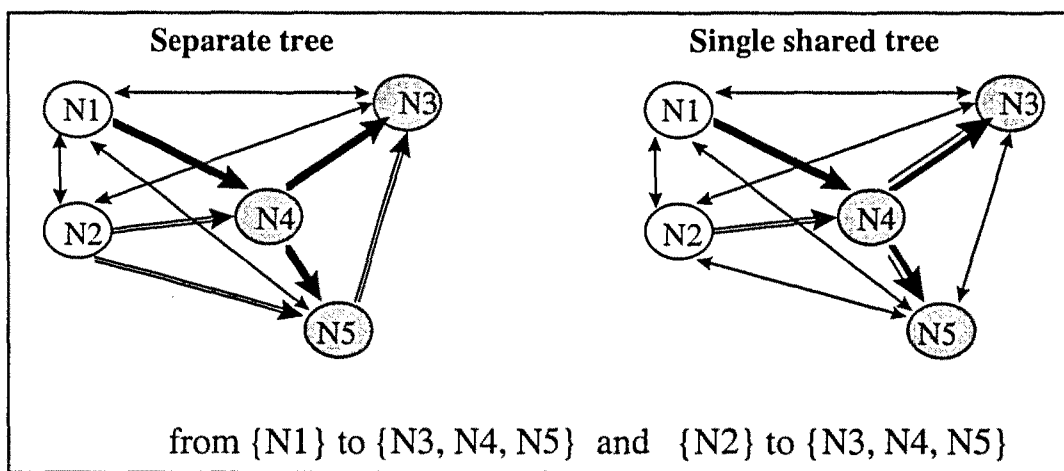 Separate tree
Single shared tree
N1
N3
N2
N4
N5
N1
N3
N2
N4
N5
from {N1} to {N3, N4, N5} and {N2} to {N3, N4, N5}